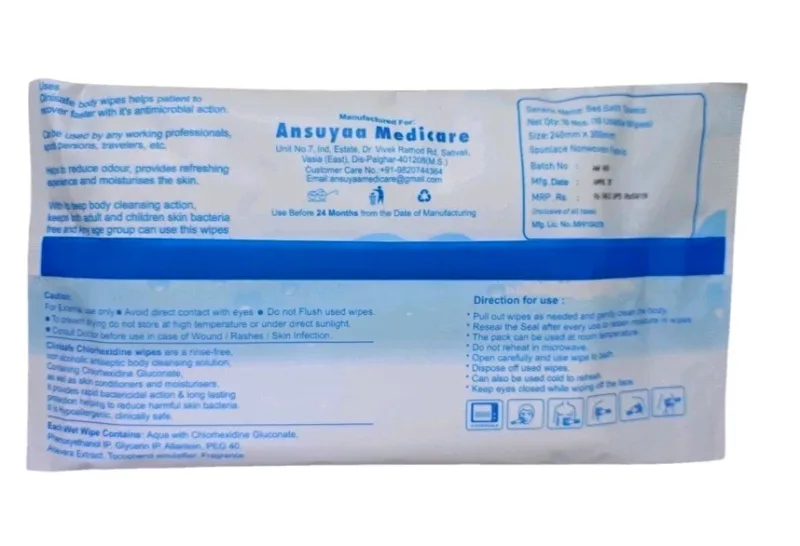 Uses
body wipes helps patient to
faster with it's antimicrobial action.
be used by any working professionals,
persons, travelers, etc.
to reduce odour, provides refreshing
and moisturises the skin.
body cleansing action,
adult and children skin bacteria
free and age group can use this wipes
Manufactured For:
Ansuyaa Medicare
Unit No.7, Ind. Estate, Dr. Vivek Rathod Rd, Sativali,
Vasia (East), Dis-Palghar-401208(M.S.)
Customer Care No. +91-9820744364
Email:ansuyaamedicare@gmail.com
Use Before 24 Months from the Date of Manufacturing
Generic Name: Bed Bath
Net Qty:
Size: 240mm x 300mm
Spunlace Nonwoven Fabric
Batch No :
Mfg. Date :
MRP. Rs. :
(Inclusive of all taxes)
Mfg. Lic. No.
Caution:
For External use only ■ Avoid direct contact with eyes ● Do not Flush used wipes.
● To prevent drying do not store at high temperature or under direct sunlight.
● Consult Doctor before use in case of Wound / Rashes / Skin Infection.
Chlorhexidine wipes are a rinse-free,
non alcoholic antiseptic body cleansing solution,
Containing Chlorhexidine Gluconate,
as well as skin conditioners and moisturisers.
It provides rapid bactericidal action & long lasting
protection helping to reduce harmful skin bacteria.
It is Hypoallergenic, clinically safe.
Each Wet Wipe Contains: Aqua with Chlorhexidine Gluconate,
Phenoxyethanol IP, Glycerin IP, Allantoin, PEG 40,
Aloevera Extract, Tocopherol emulsifier, Fragrance
Direction for use :
* Pull out wipes as needed and gently clean the body.
* Reseal the Seal after every use to retain moisture in wipes.
* The pack can be used at room temperature.
* Do not reheat in microwave.
* Open carefully and use wipe to bath.
* Dispose off used wipes.
* Can also be used cold to refresh.
* Keep eyes closed while wiping off the face.